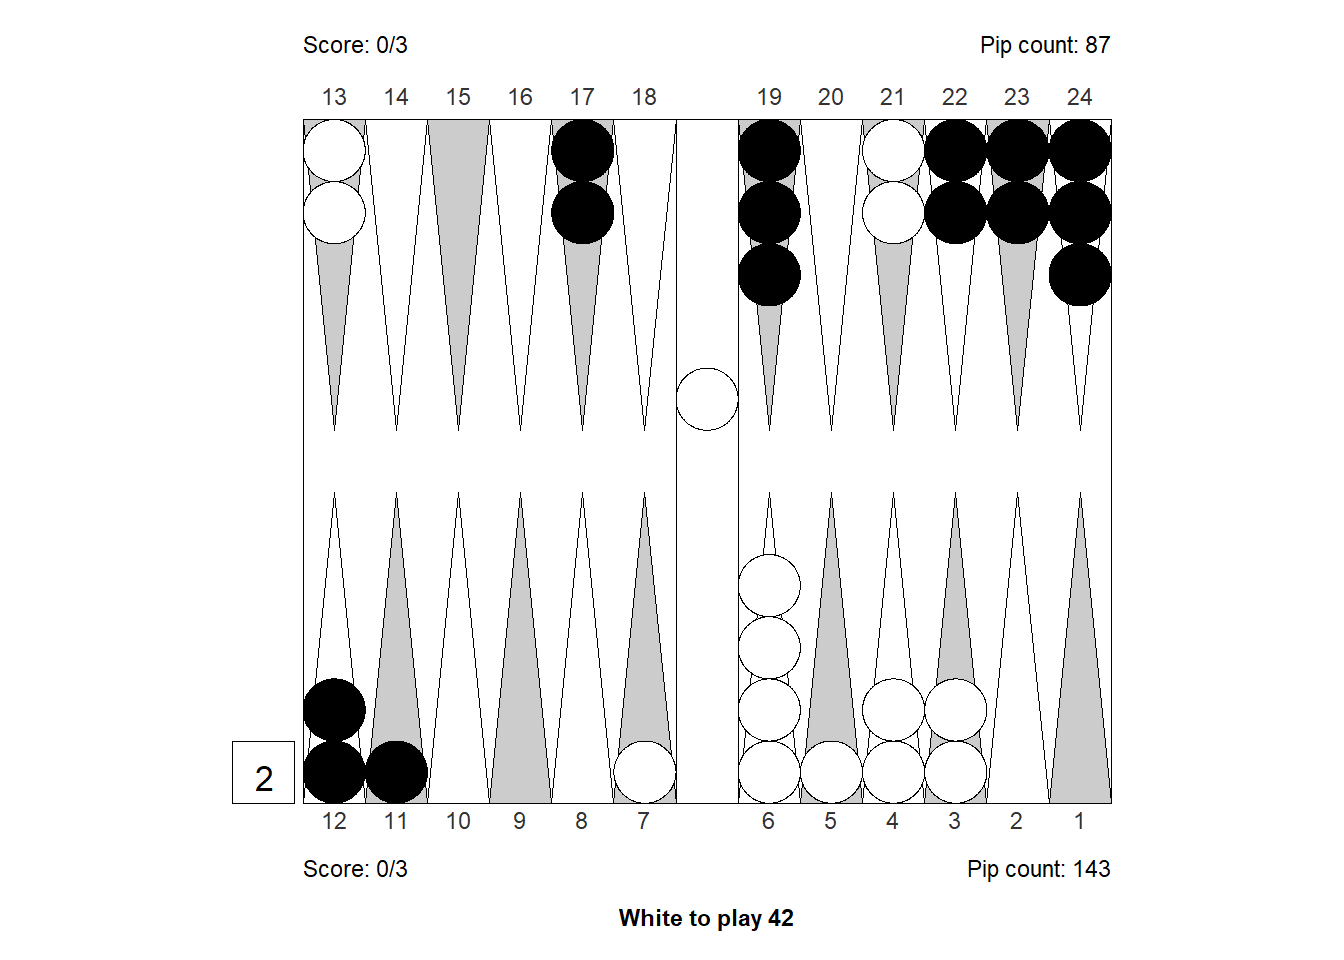 Score: 0/3 Pip count: 87
13 14 15 16 17 18 19 20 21 22 23 24
2
12 11 10 9 8 7 6 5 4 3 2 1
Score: 0/3 Pip count: 143
White to play 42